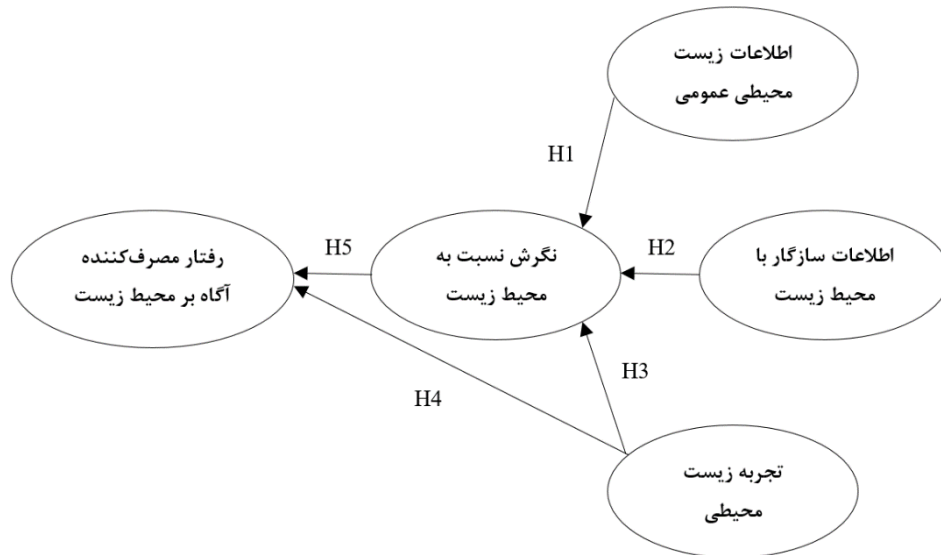 اطلاعات زیست
محیطی عمومی
H1
اطلاعات سازگار با
محیط زیست
H2
نگرش نسبت به
محیط زیست
H5
رفتار مصرف‌کننده
آگاه بر محیط زیست
H3
H4
تجربه زیست
محیطی